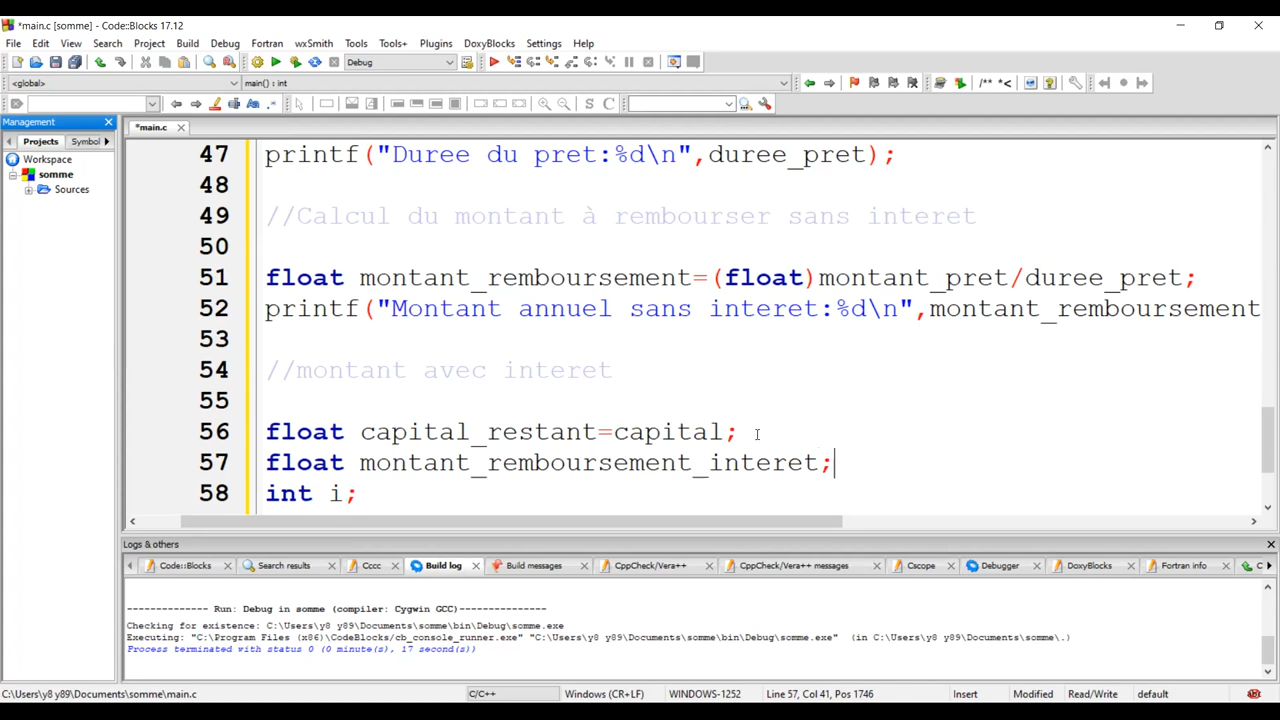 *main.c [somme] - Code::Blocks 17.12
File Edit View Search Project Build Debug Fortran wxSmith Tools Tools+ Plugins DoxyBlocks Settings Help
Debug
<global> main() : int
/** *<
S C
Management
Projects Symbol
Workspace
somme
Sources
*main.c
47 printf("Duree du pret:%d\n",duree_pret);
48
49 //Calcul du montant à rembourser sans interet
50
51 float montant_remboursement=(float)montant_pret/duree_pret;
52 printf("Montant annuel sans interet:%d\n",montant_remboursement
53
54 //montant avec interet
55
56 float capital_restant=capital;
57 float montant_remboursement_interet;
58 int i;
Logs & others
Code::Blocks Search results Cccc Build log Build messages CppCheck/Vera++ CppCheck/Vera++ messages Cscope Debugger DoxyBlocks Fortran info C
-------------- Run: Debug in somme (compiler: Cygwin GCC)---------------
Checking for existence: C:\Users\y8 y89\Documents\somme\bin\Debug\somme.exe
Executing: "C:\Program Files (x86)\CodeBlocks/cb_console_runner.exe" "C:\Users\y8 y89\Documents\somme\bin\Debug\somme.exe" (in C:\Users\y8 y89\Documents\somme\.)
Process terminated with status 0 (0 minute(s), 17 second(s))
C:\Users\y8 y89\Documents\somme\main.c C/C++ Windows (CR+LF) WINDOWS-1252 Line 57, Col 41, Pos 1746 Insert Modified Read/Write default